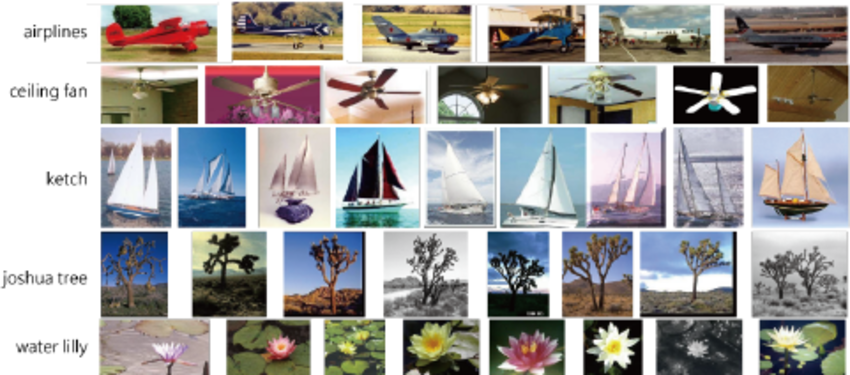 airplines
ceiling fan
ketch
joshua tree
water lilly